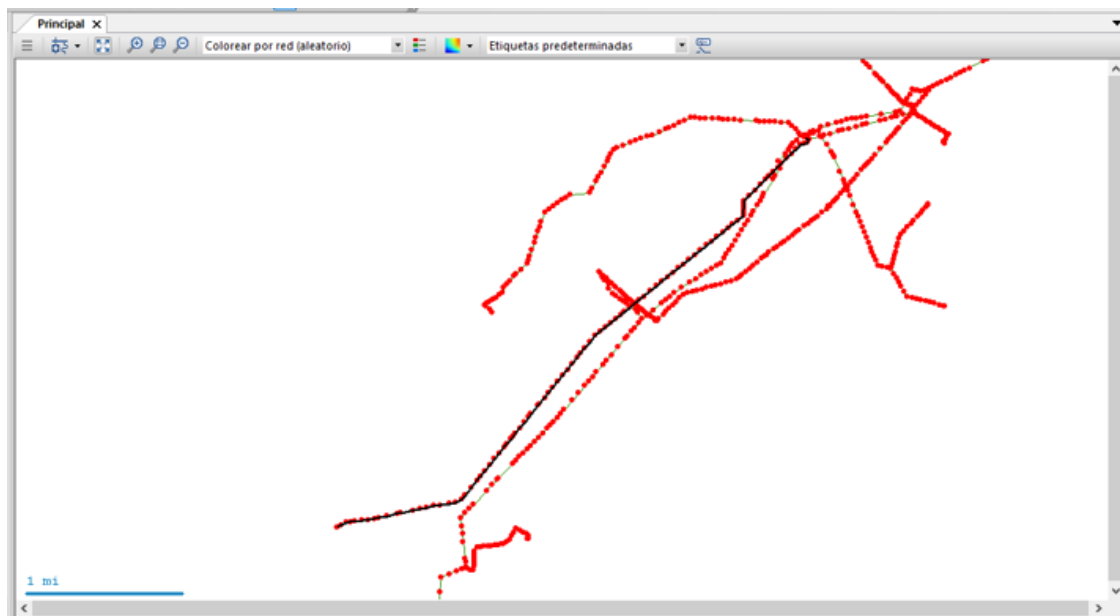 Principal
Colorear por red (aleatorio)
Etiquetas predeterminadas
1 mi